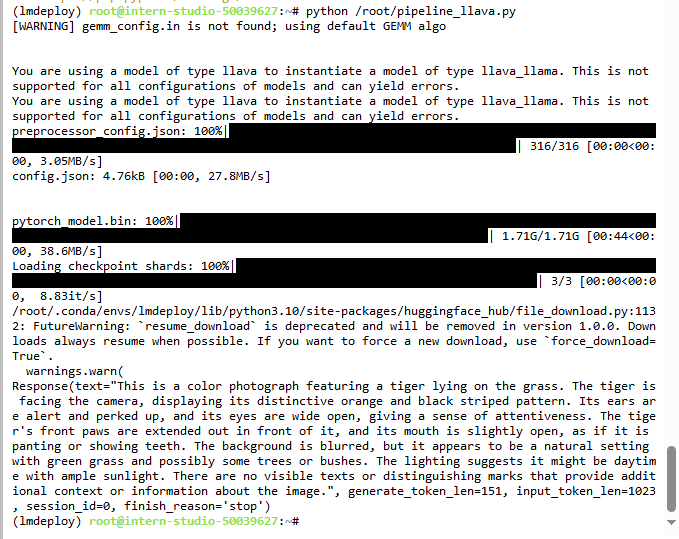 (lmdeploy) root@intern-studio-50039627:~# python /root/pipeline_llava.py
[WARNING] gemm_config.in is not found; using default GEMM algo
You are using a model of type llava to instantiate a model of type llava_llama. This is not
supported for all configurations of models and can yield errors.
You are using a model of type llava to instantiate a model of type llava_llama. This is not
supported for all configurations of models and can yield errors.
preprocessor_config.json: 100%|
| 316/316 [00:00<00:
00, 3.05MB/s]
config.json: 4.76kB [00:00, 27.8MB/s]
pytorch_model.bin: 100%|
| 1.71G/1.71G [00:44<00:
00, 38.6MB/s]
Loading checkpoint shards: 100%|
| 3/3 [00:00<00:0
0,  8.83it/s]
/root/.conda/envs/lmdeploy/lib/python3.10/site-packages/huggingface_hub/file_download.py:113
2: FutureWarning: `resume_download` is deprecated and will be removed in version 1.0.0. Down
loads always resume when possible. If you want to force a new download, use `force_download=
True`.
  warnings.warn(
Response(text="This is a color photograph featuring a tiger lying on the grass. The tiger is
 facing the camera, displaying its distinctive orange and black striped pattern. Its ears ar
e alert and perked up, and its eyes are wide open, giving a sense of attentiveness. The tige
r's front paws are extended out in front of it, and its mouth is slightly open, as if it is
panting or showing teeth. The background is blurred, but it appears to be a natural setting
with green grass and possibly some trees or bushes. The lighting suggests it might be daytim
e with ample sunlight. There are no visible texts or distinguishing marks that provide addit
ional context or information about the image.", generate_token_len=151, input_token_len=1023
, session_id=0, finish_reason='stop')
(lmdeploy) root@intern-studio-50039627:~#